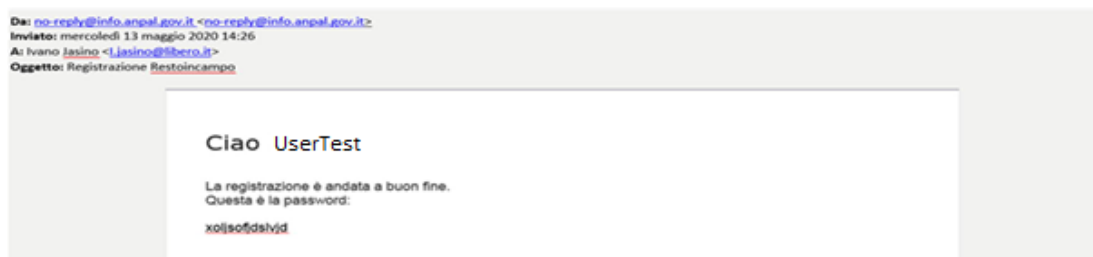 Da: no-reply@info.anpal.gov.it <no-reply@info.anpal.gov.it>
Inviato: mercoledì 13 maggio 2020 14:26
A: Ivano Jasino <I.jasino@libero.it>
Oggetto: Registrazione Restoincampo
Ciao UserTest
La registrazione è andata a buon fine.
Questa è la password:
xoljsofjdslvjd